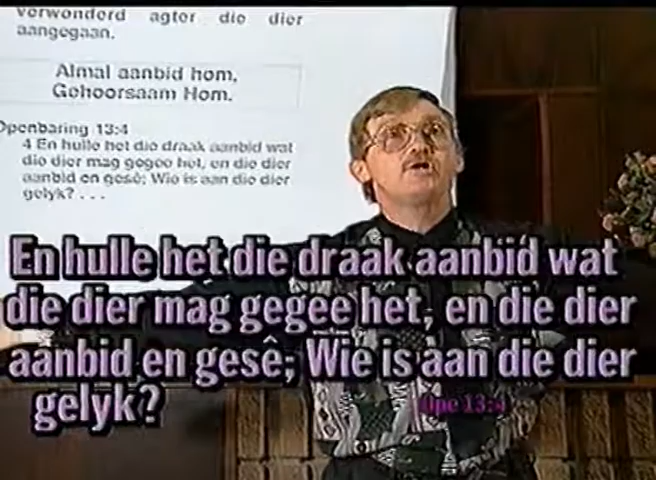 verwonderd agter die dier
aangegaan.
Almal aanbid hom,
Gehoorsaam Hom.
Openbaring 13:4
4 En hulle het die draak aanbid wat
die dier mag gegee het, en die dier
aanbid en gesê: Wie is aan die dier
gelyk? . . .
En hulle het die draak aanbid wat
die dier mag gegee het, en die dier
aanbid en gesê; Wie is aan die dier
gelyk?
Ope 13:4